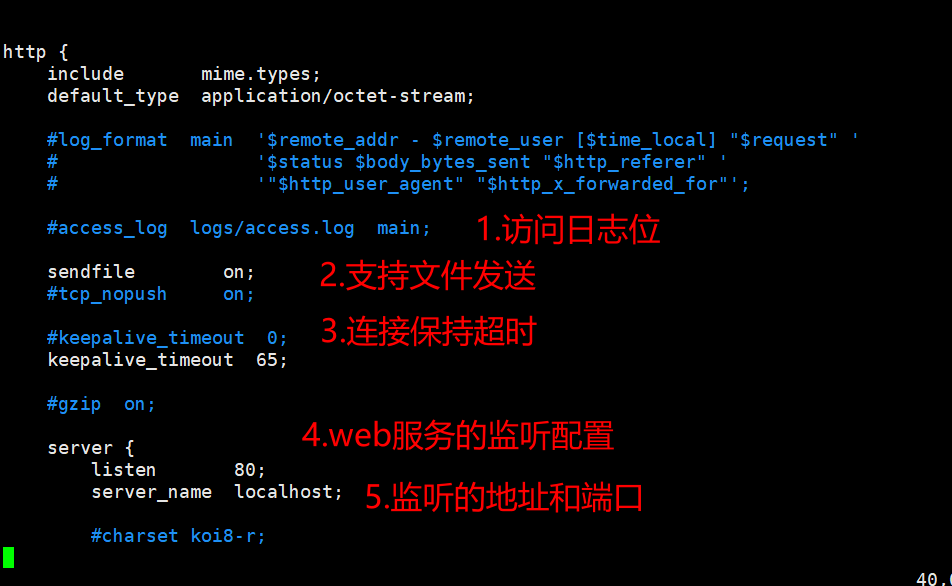 http {
    include       mime.types;
    default_type  application/octet-stream;
    #log_format  main  '$remote_addr - $remote_user [$time_local] "$request" '
    #                  '$status $body_bytes_sent "$http_referer" '
    #                  '"$http_user_agent" "$http_x_forwarded_for"';
    #access_log  logs/access.log  main; 1.访问日志位
    sendfile        on; 2.支持文件发送
    #tcp_nopush     on;
    #keepalive_timeout  0; 3.连接保持超时
    keepalive_timeout  65;
    #gzip  on;
4.web服务的监听配置
    server {
        listen       80;
        server_name  localhost; 5.监听的地址和端口
        #charset koi8-r;